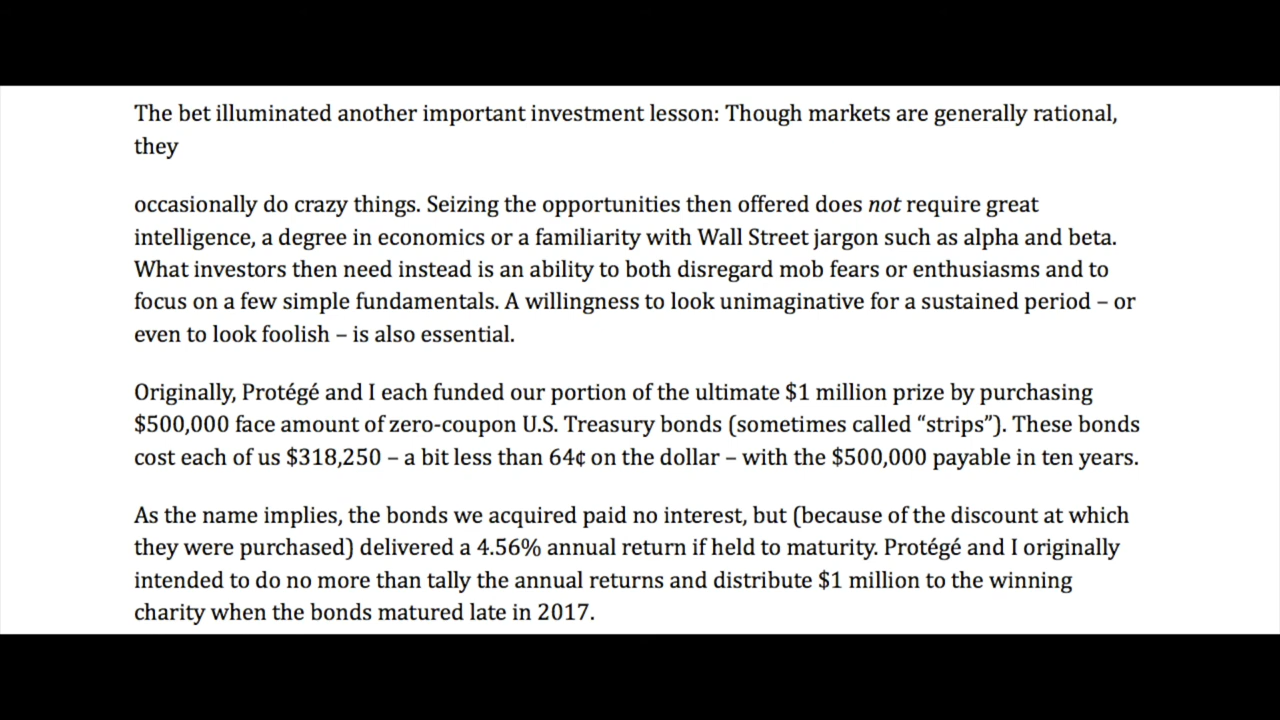 The bet illuminated another important investment lesson: Though markets are generally rational,
they
occasionally do crazy things. Seizing the opportunities then offered does not require great
intelligence, a degree in economics or a familiarity with Wall Street jargon such as alpha and beta.
What investors then need instead is an ability to both disregard mob fears or enthusiasms and to
focus on a few simple fundamentals. A willingness to look unimaginative for a sustained period – or
even to look foolish – is also essential.
Originally, Protégé and I each funded our portion of the ultimate $1 million prize by purchasing
$500,000 face amount of zero-coupon U.S. Treasury bonds (sometimes called “strips”). These bonds
cost each of us $318,250 – a bit less than 64¢ on the dollar – with the $500,000 payable in ten years.
As the name implies, the bonds we acquired paid no interest, but (because of the discount at which
they were purchased) delivered a 4.56% annual return if held to maturity. Protégé and I originally
intended to do no more than tally the annual returns and distribute $1 million to the winning
charity when the bonds matured late in 2017.